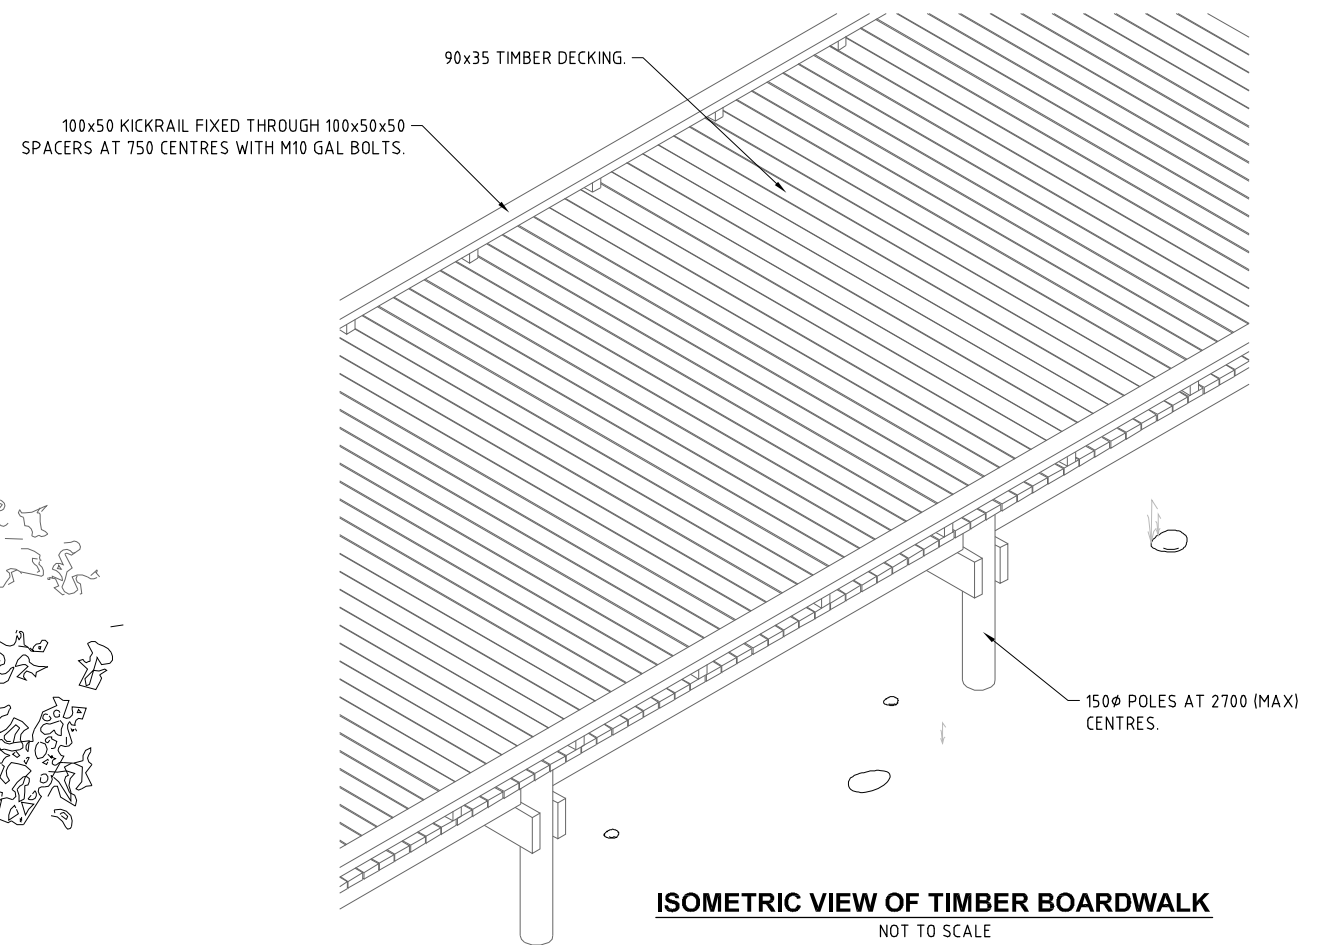 90x35 TIMBER DECKING.
100x50 KICKRAIL FIXED THROUGH 100x50x50
SPACERS AT 750 CENTRES WITH M10 GAL BOLTS.
150ø POLES AT 2700 (MAX)
CENTRES.
ISOMETRIC VIEW OF TIMBER BOARDWALK
NOT TO SCALE